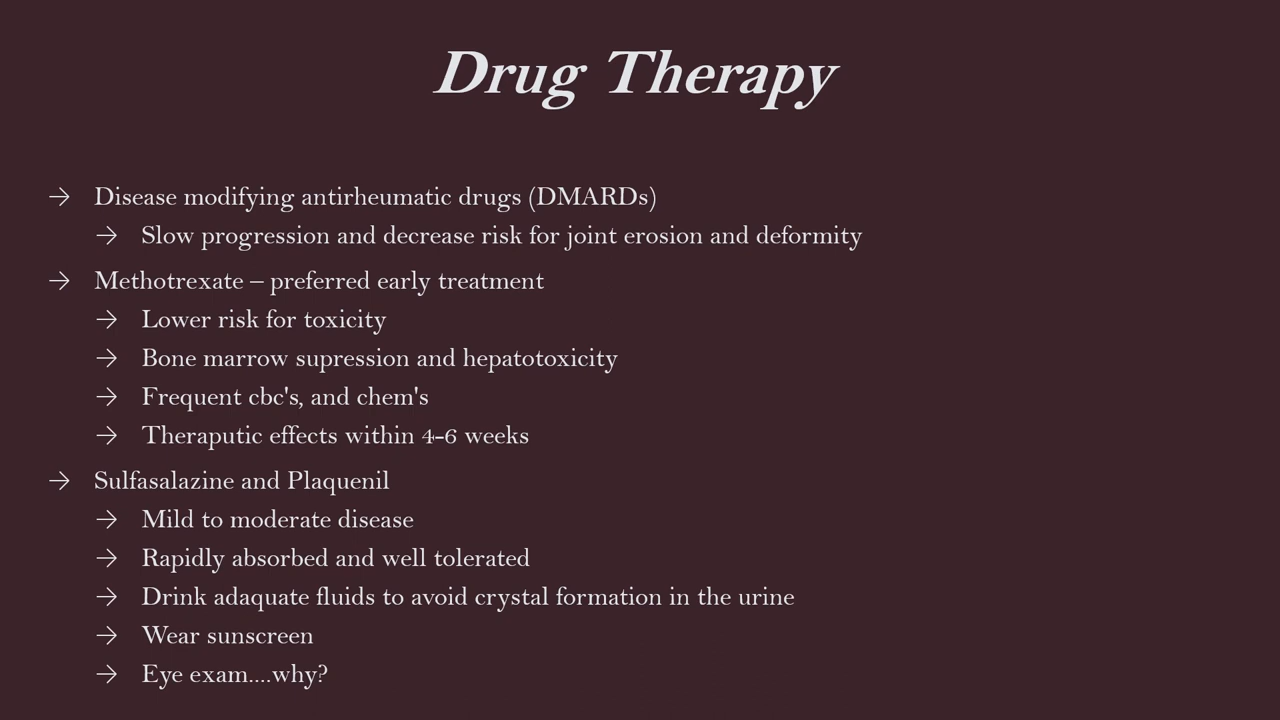 Drug Therapy
→ Disease modifying antirheumatic drugs (DMARDs)
→ Slow progression and decrease risk for joint erosion and deformity
→ Methotrexate – preferred early treatment
→ Lower risk for toxicity
→ Bone marrow supression and hepatotoxicity
→ Frequent cbc's, and chem's
→ Theraputic effects within 4-6 weeks
→ Sulfasalazine and Plaquenil
→ Mild to moderate disease
→ Rapidly absorbed and well tolerated
→ Drink adaquate fluids to avoid crystal formation in the urine
→ Wear sunscreen
→ Eye exam....why?